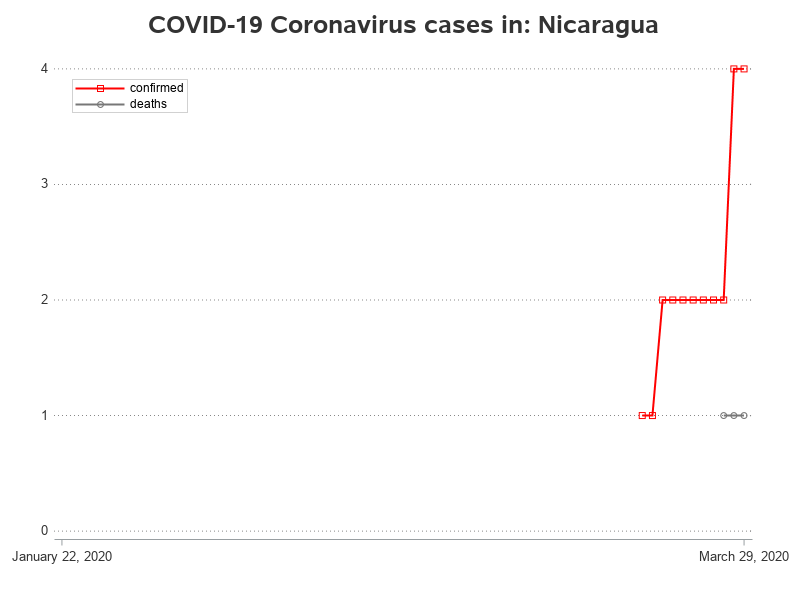 COVID-19 Coronavirus cases in: Nicaragua
4
confirmed
deaths
3
2
1
0
January 22, 2020
March 29, 2020